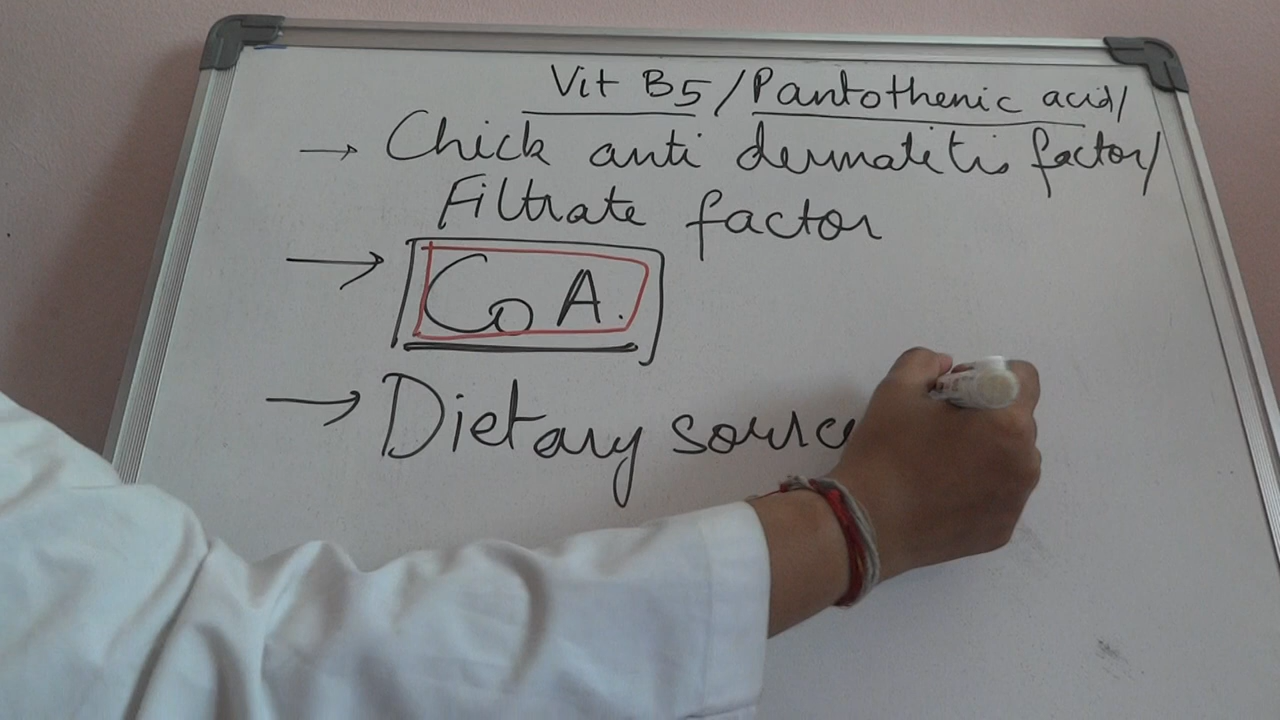 Vit B5/Pantothenic acid/
→ Chick anti dermatitis factor/
Filtrate factor
→ CoA.
→ Dietary source